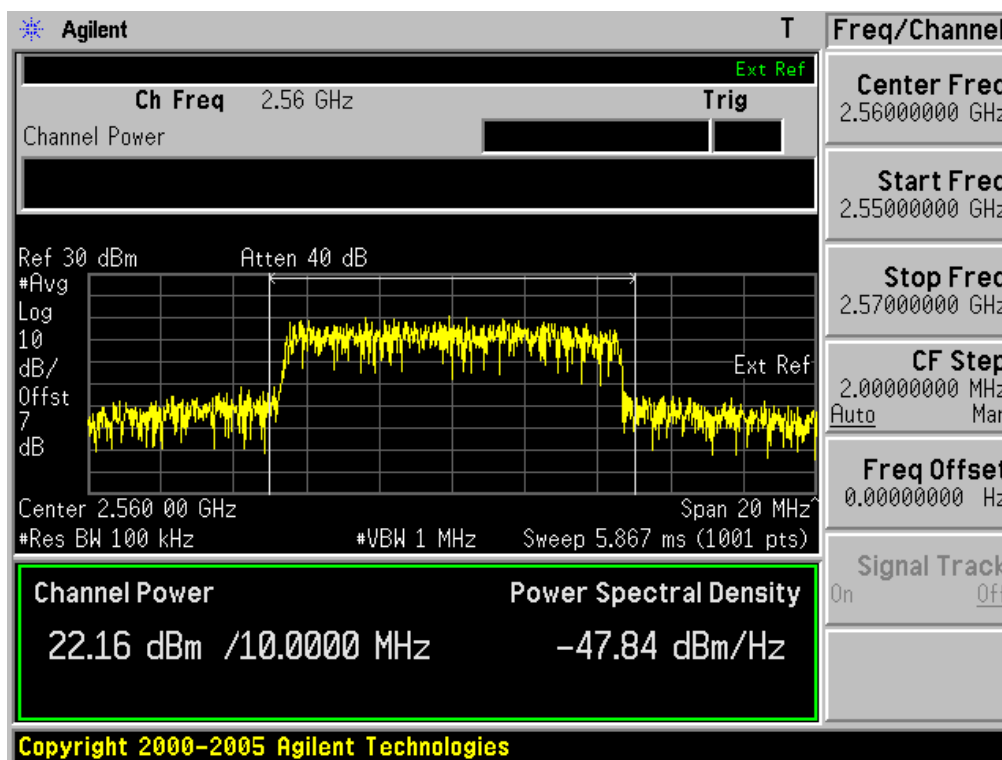 Agilent T
Freq/Channel
Ext Ref
Ch Freq 2.56 GHz Trig
Channel Power
Center Freq
2.56000000 GHz
Start Freq
2.55000000 GHz
Ref 30 dBm Atten 40 dB
#Avg
Log
10
dB/
Offst
7
dB
Ext Ref
Stop Freq
2.57000000 GHz
CF Step
2.00000000 MHz
Auto Man
Freq Offset
0.00000000 Hz
Center 2.560 00 GHz Span 20 MHz^
#Res BW 100 kHz #VBW 1 MHz Sweep 5.867 ms (1001 pts)
Signal Track
On Off
Channel Power Power Spectral Density
22.16 dBm /10.0000 MHz -47.84 dBm/Hz
Copyright 2000-2005 Agilent Technologies